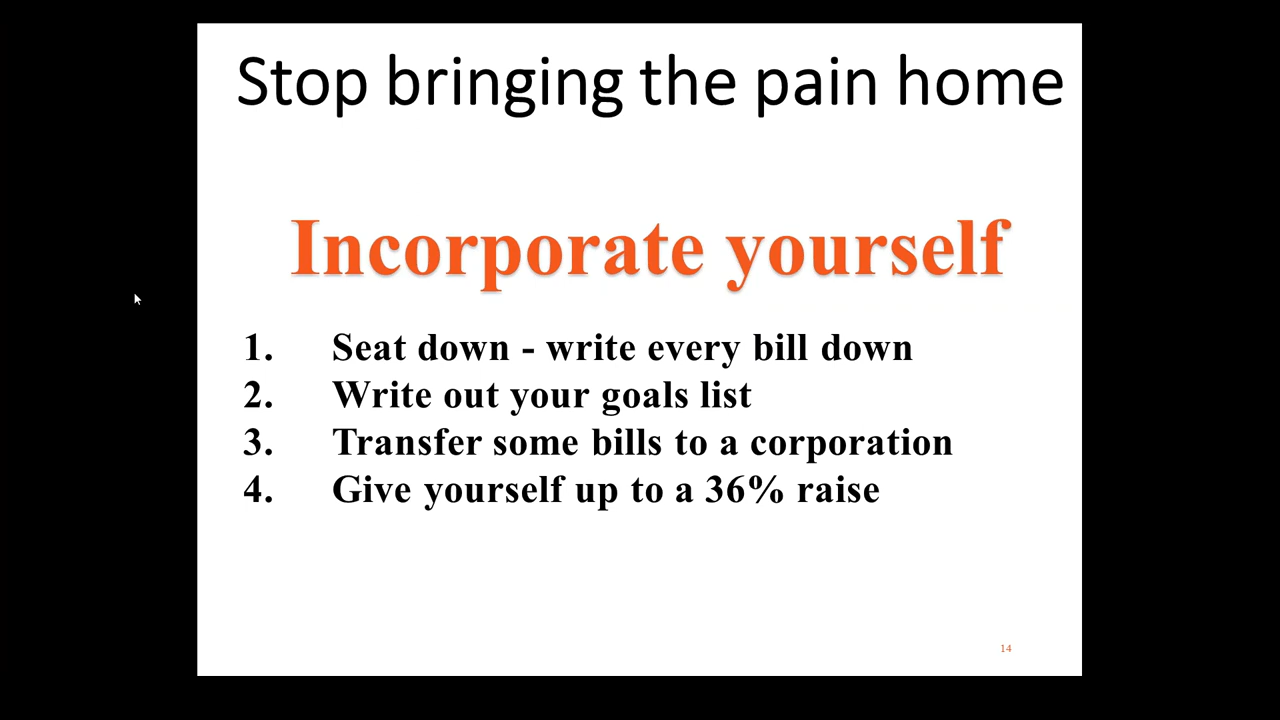 Stop bringing the pain home
Incorporate yourself
1. Seat down - write every bill down
2. Write out your goals list
3. Transfer some bills to a corporation
4. Give yourself up to a 36% raise
14